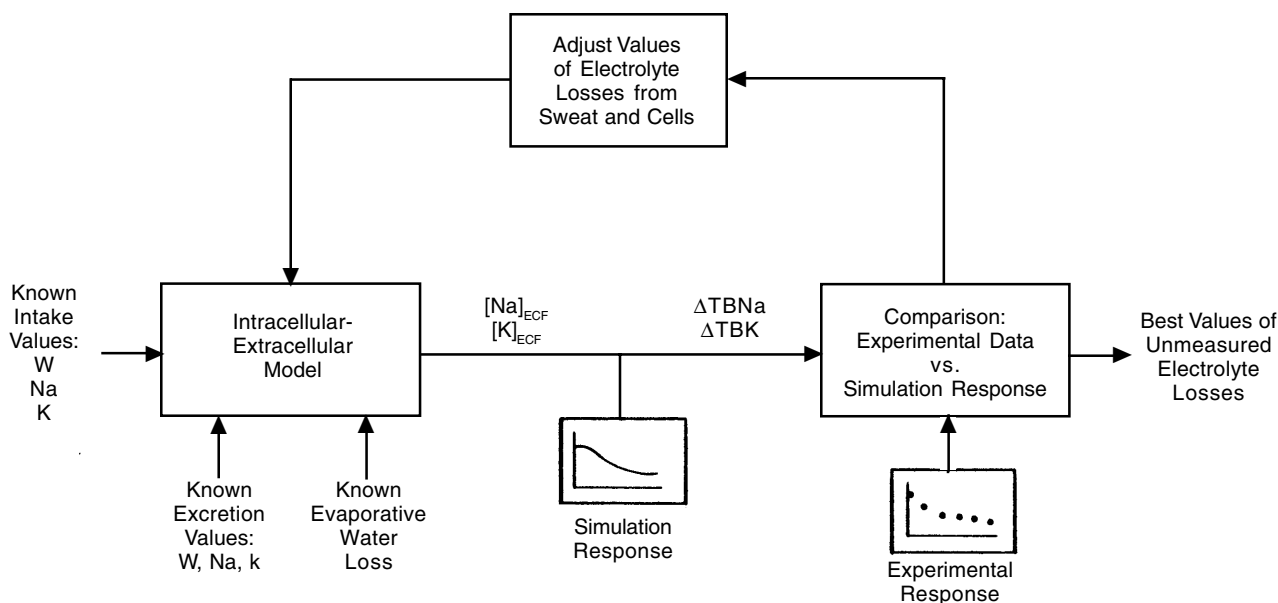 Adjust Values
of Electrolyte
Losses from
Sweat and Cells
Known
Intake
Values:
W
Na
K
Intracellular-
Extracellular
Model
[Na]ECF
[K]ECF
ΔTBNa
ΔTBK
Comparison:
Experimental Data
vs.
Simulation Response
Best Values of
Unmeasured
Electrolyte
Losses
Known
Excretion
Values:
W, Na, k
Known
Evaporative
Water
Loss
Simulation
Response
Experimental
Response